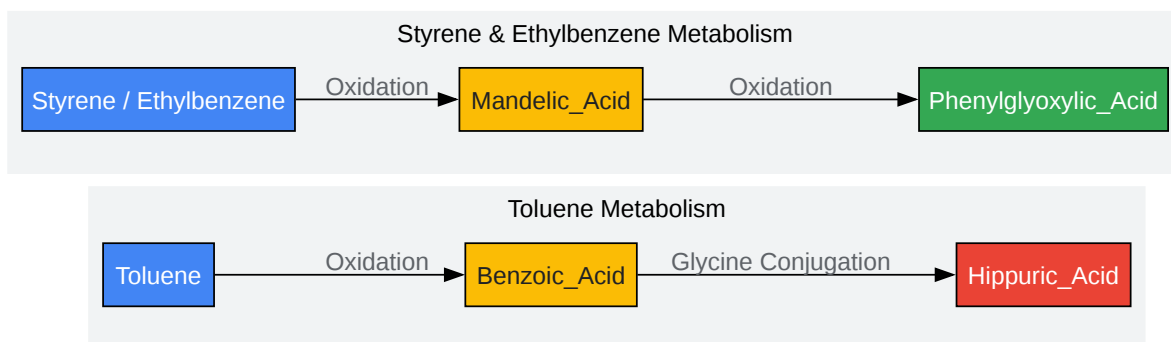 Styrene & Ethylbenzene Metabolism
Styrene / Ethylbenzene
Oxidation
Mandelic_Acid
Oxidation
Phenylglyoxylic_Acid
Toluene Metabolism
Toluene
Oxidation
Benzoic_Acid
Glycine Conjugation
Hippuric_Acid